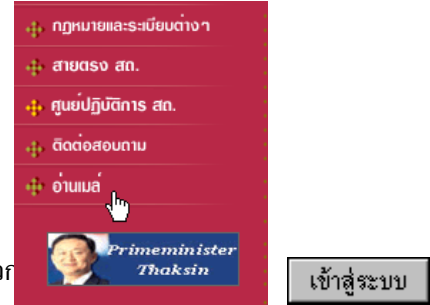 กฎหมายและระเบียบต่างๆ
สายตรง สถ.
ศูนย์ปฏิบัติการ สถ.
ติดต่อสอบถาม
อ่านเมล์
Primeminister
Thaksin
เข้าสู่ระบบ